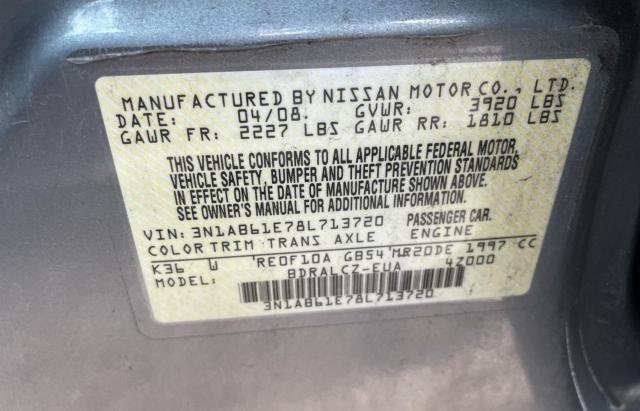 MANUFACTURED BY NISSAN MOTOR CO., LTD.
DATE: 04/08. GVWR: 3920 LBS
GAWR FR: 2227 LBS GAWR RR: 1810 LBS
THIS VEHICLE CONFORMS TO ALL APPLICABLE FEDERAL MOTOR
VEHICLE SAFETY, BUMPER AND THEFT PREVENTION STANDARDS
IN EFFECT ON THE DATE OF MANUFACTURE SHOWN ABOVE.
SEE OWNER'S MANUAL FOR ADDITIONAL INFORMATION.
VIN: 3N1AB61E78L713720 PASSENGER CAR.
COLOR TRIM TRANS AXLE ENGINE
K36 W RE0F10A GB54 MR20DE 1997 CC
MODEL: BDRALCZ-EUA 4Z000
3N1AB61E78L713720